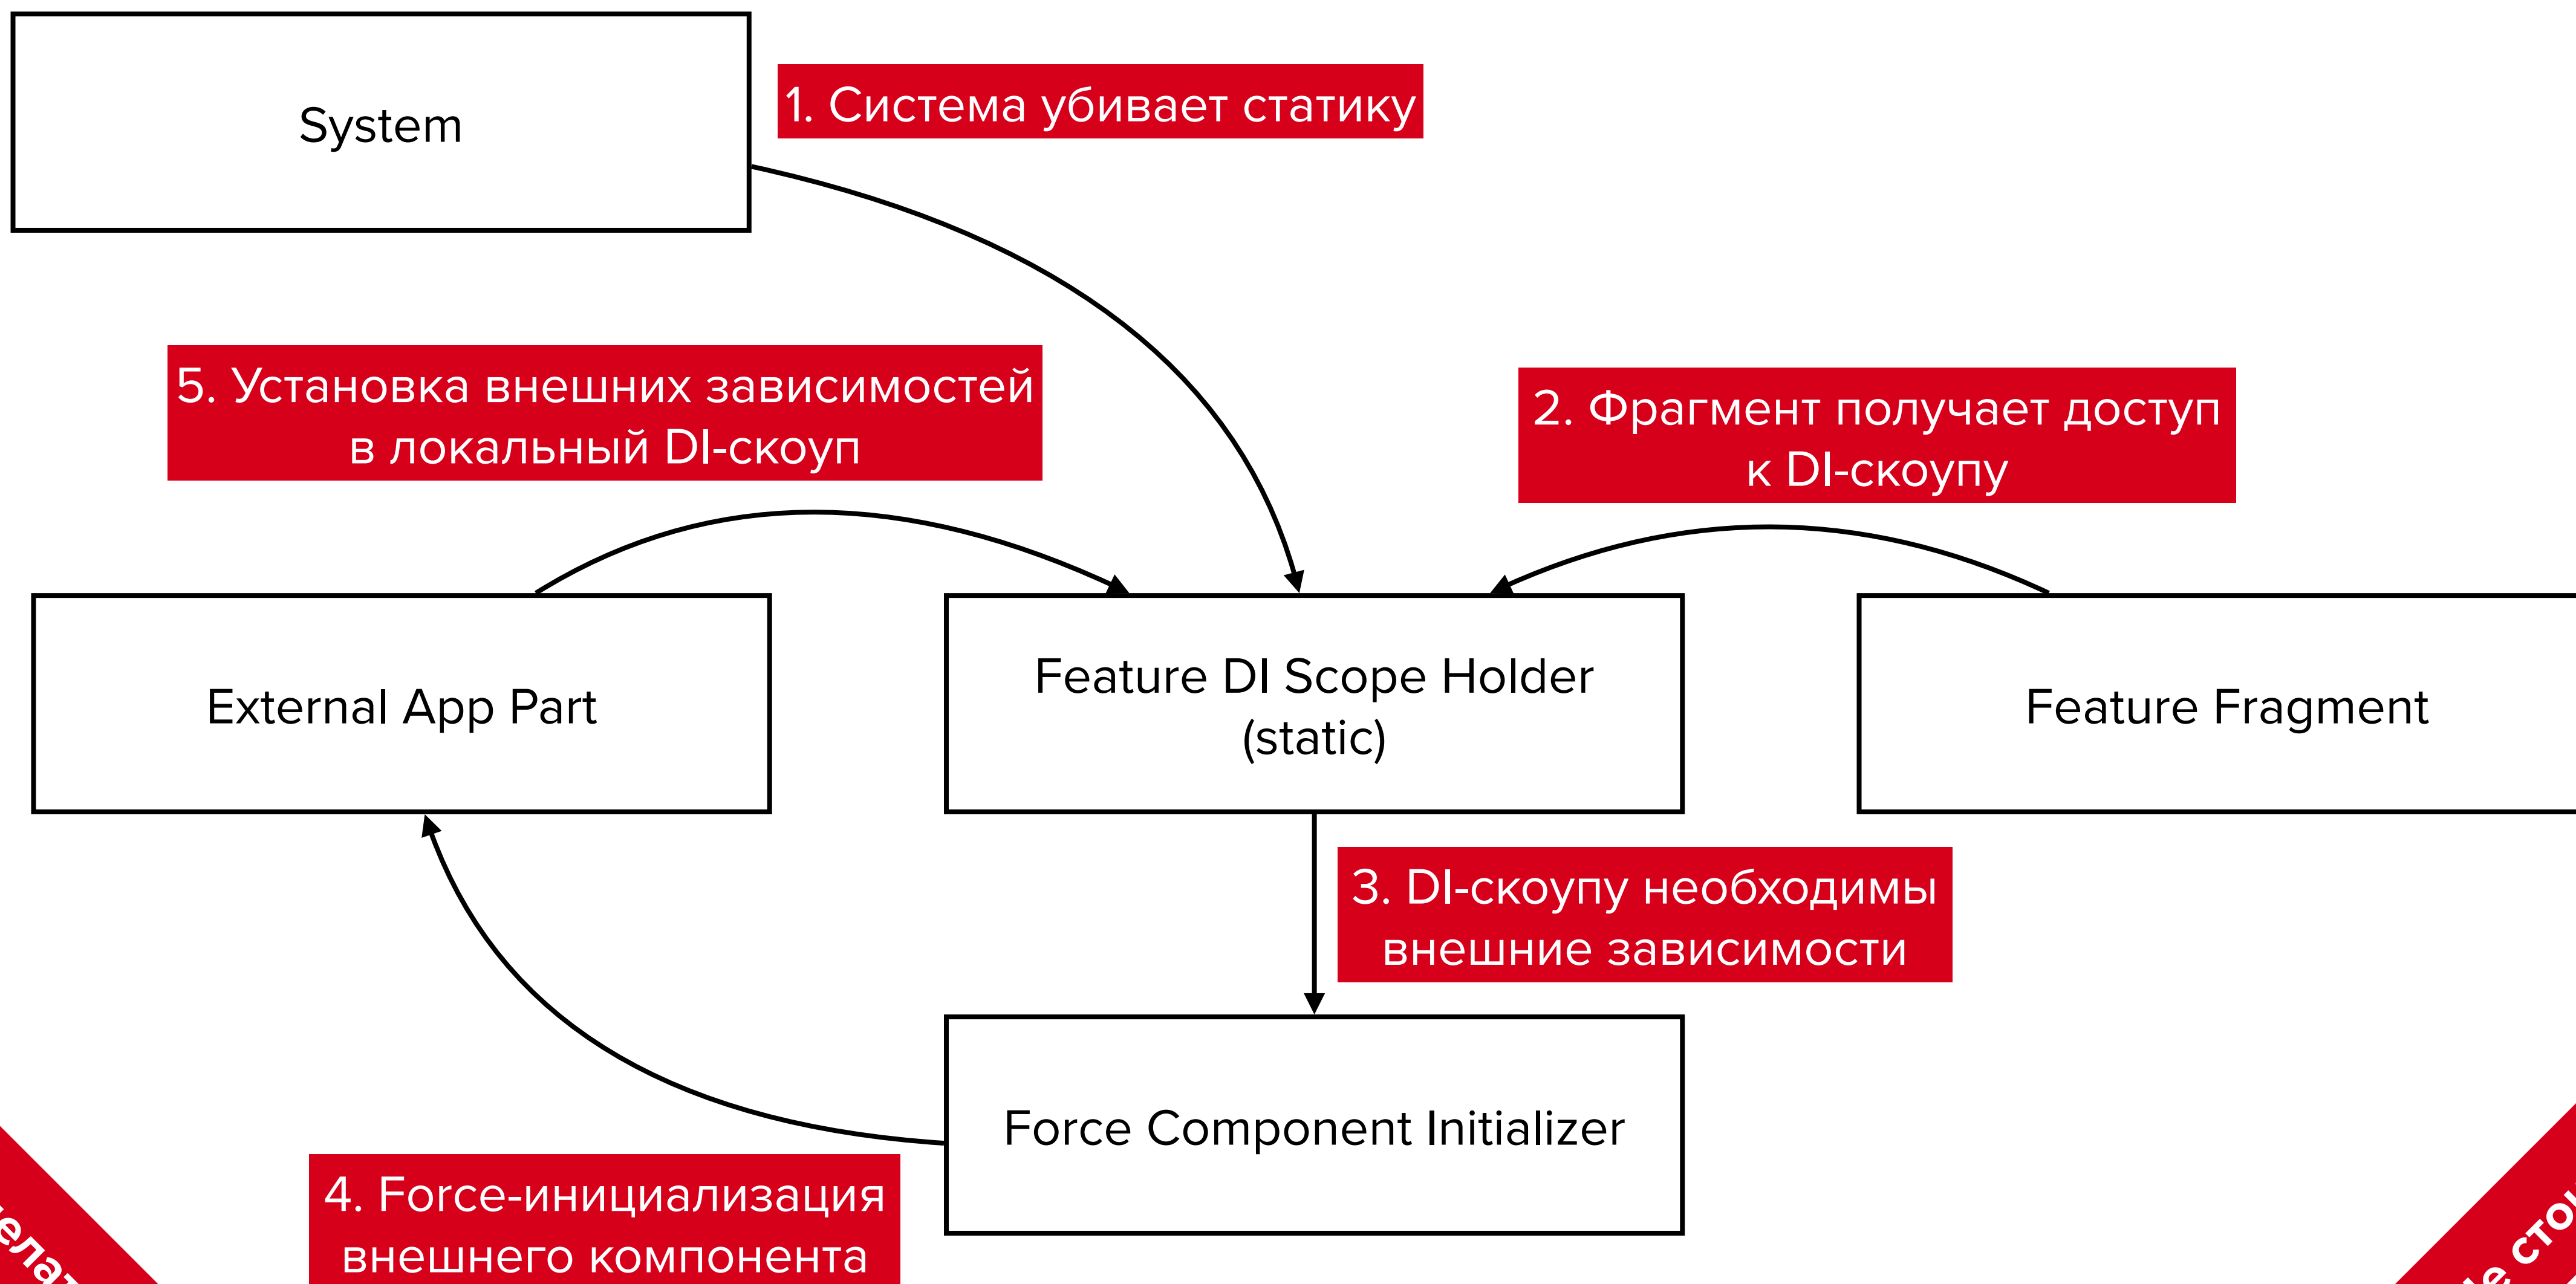 System
1. Система убивает статику
5. Установка внешних зависимостей
в локальный DI-скоуп
2. Фрагмент получает доступ
к DI-скоупу
External App Part
Feature DI Scope Holder
(static)
Feature Fragment
3. DI-скоупу необходимы
внешние зависимости
Force Component Initializer
4. Force-инициализация
внешнего компонента